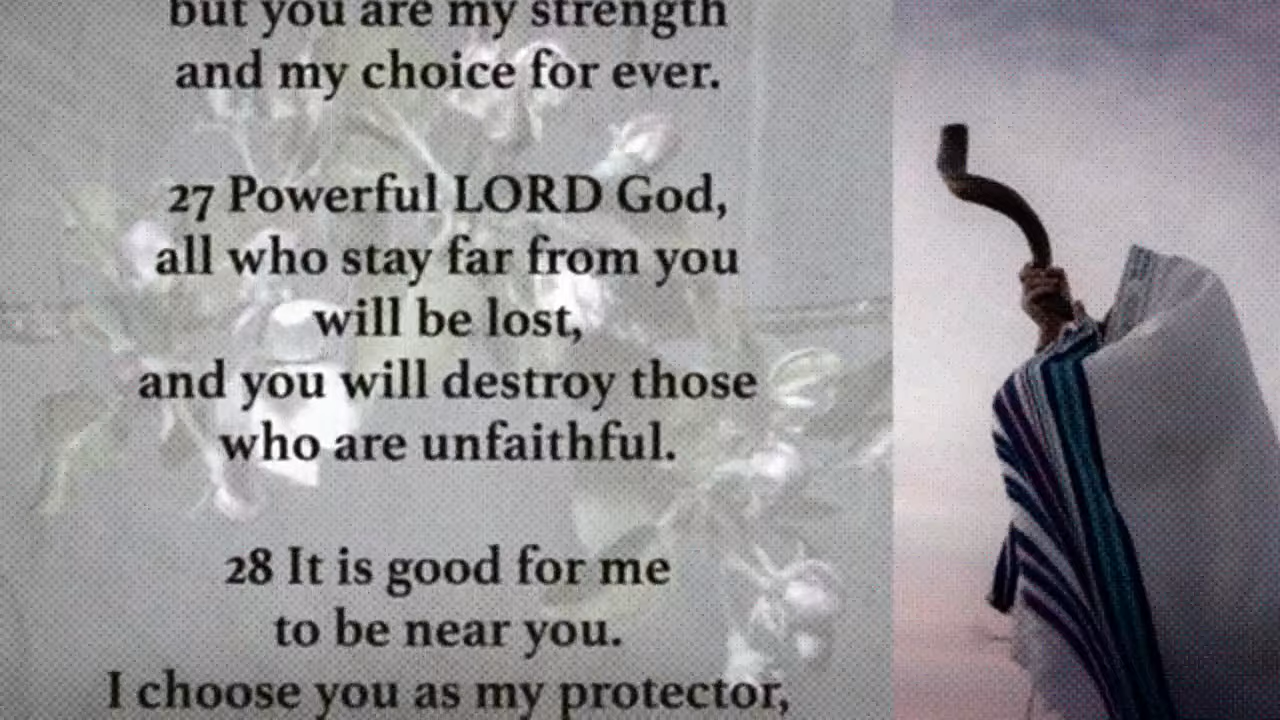 but you are my strength
and my choice for ever.
27 Powerful LORD God,
all who stay far from you
will be lost,
and you will destroy those
who are unfaithful.
28 It is good for me
to be near you.
I choose you as my protector,